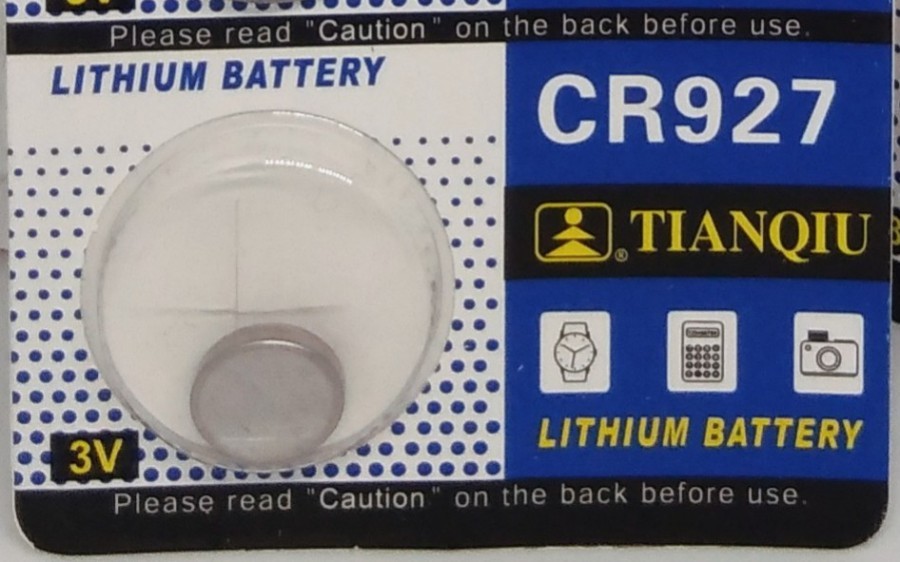 Please read "Caution" on the back before use.
LITHIUM BATTERY
CR927
TIANQIU
®
LITHIUM BATTERY
3V
Please read "Caution" on the back before use.